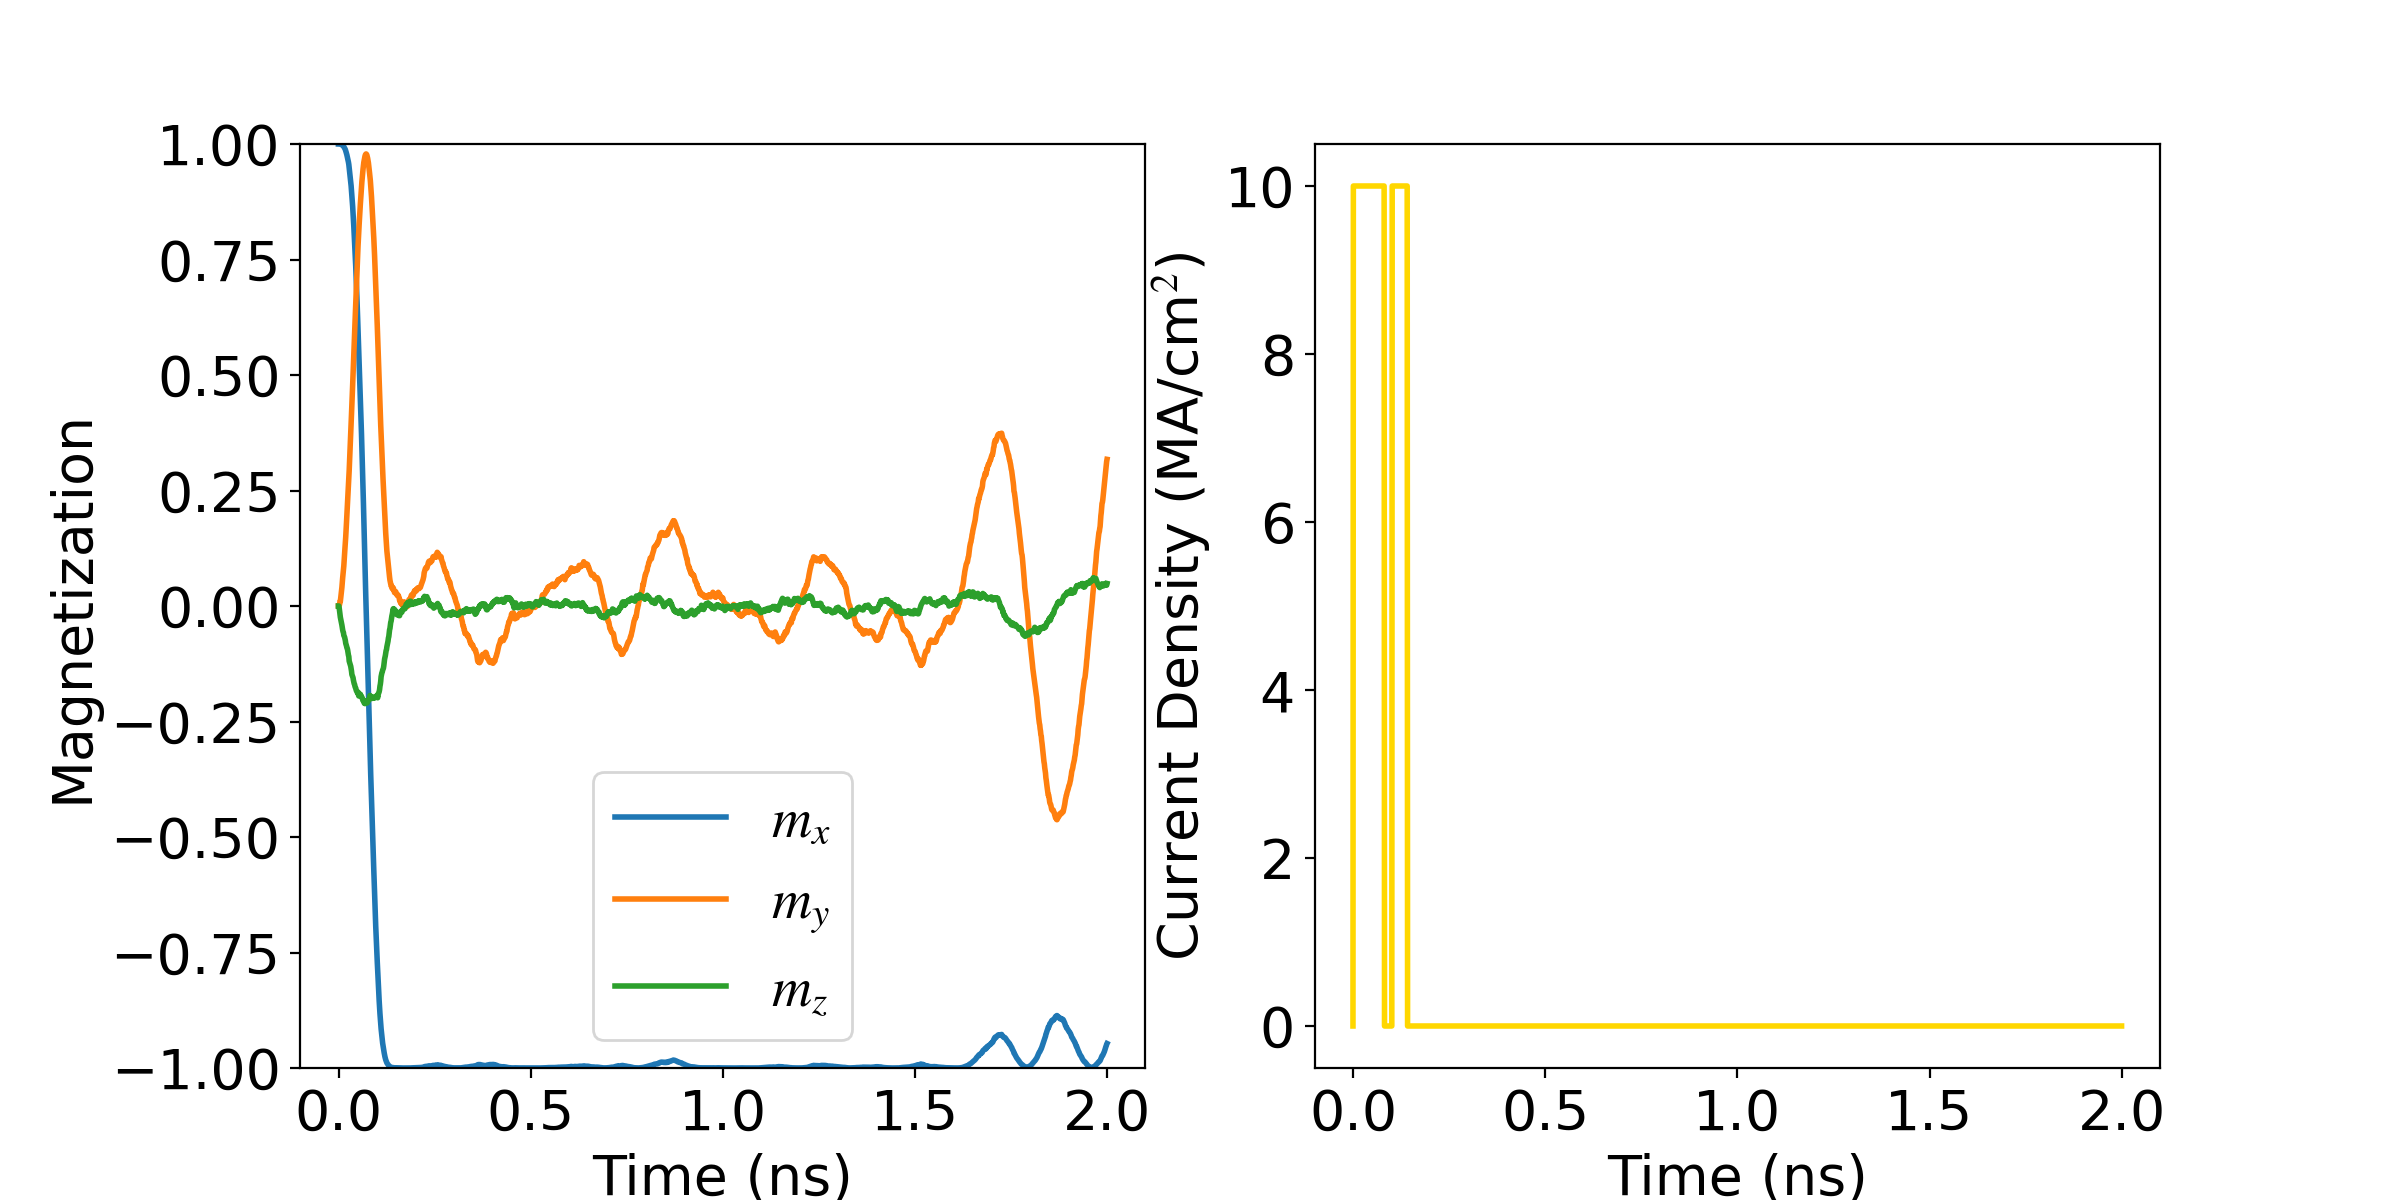 Magnetization
1.00
0.75
0.50
0.25
0.00
−0.25
−0.50
−0.75
−1.00
0.0 0.5 1.0 1.5 2.0
Time (ns)
m_x
m_y
m_z
Current Density (MA/cm²)
10
8
6
4
2
0
0.0 0.5 1.0 1.5 2.0
Time (ns)